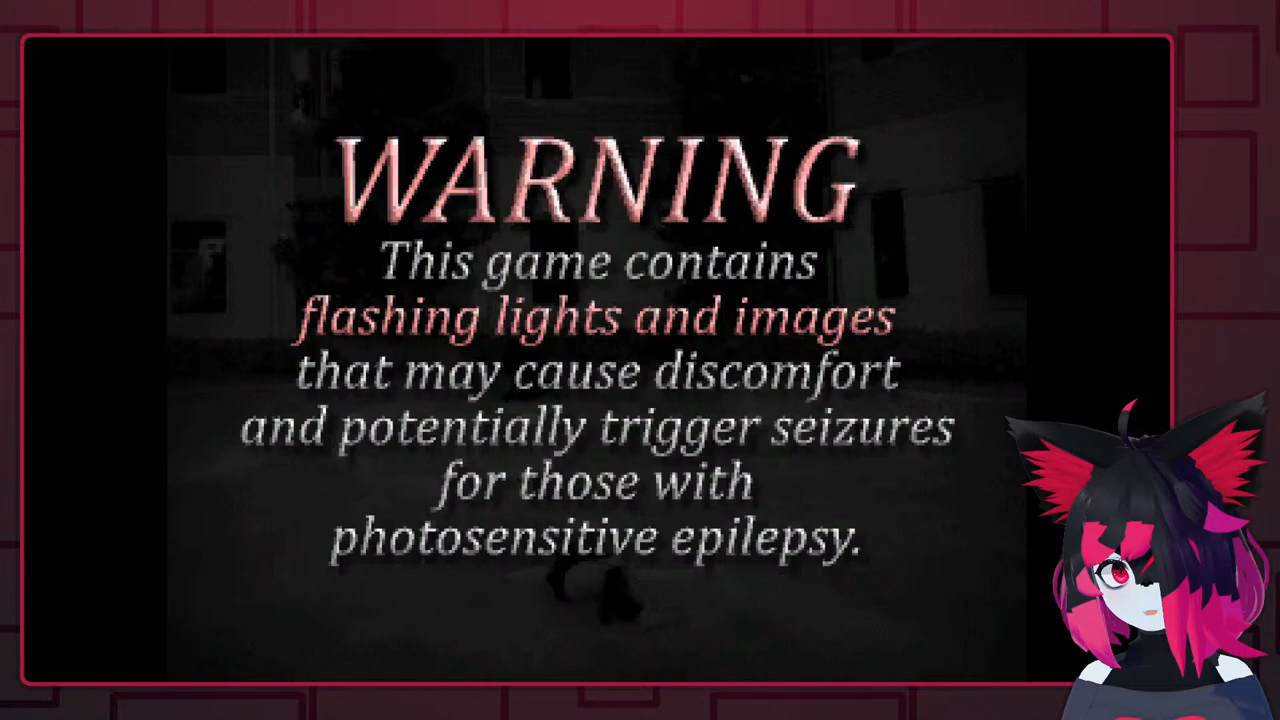 WARNING
This game contains
flashing lights and images
that may cause discomfort
and potentially trigger seizures
for those with
photosensitive epilepsy.